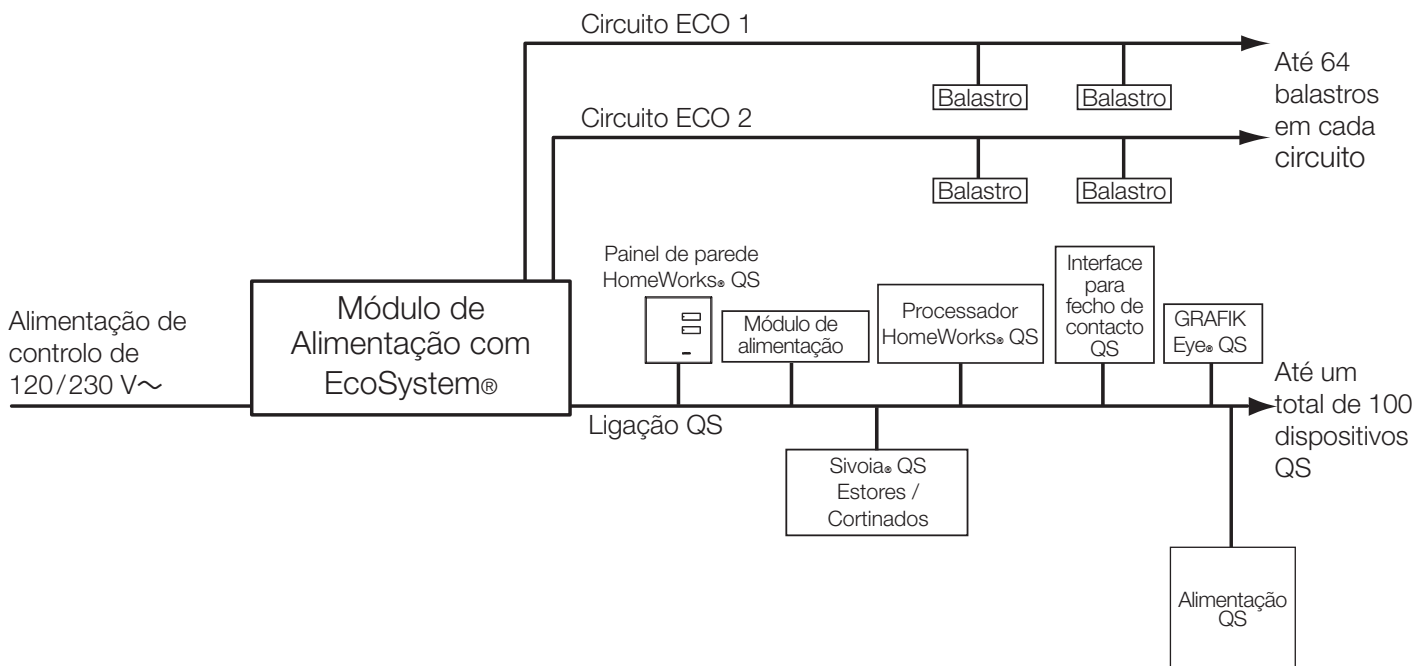 Circuito ECO 1
Até 64
balastros
em cada
circuito
Balastro
Balastro
Circuito ECO 2
Balastro
Balastro
Alimentação de
controlo de
120/230 V~
Módulo de
Alimentação com
EcoSystem®
Painel de parede
HomeWorks® QS
Módulo de
alimentação
Processador
HomeWorks® QS
Interface
para
fecho de
contacto
QS
GRAFIK
Eye® QS
Ligação QS
Até um
total de 100
dispositivos
QS
Sivoia® QS
Estores /
Cortinados
Alimentação
QS